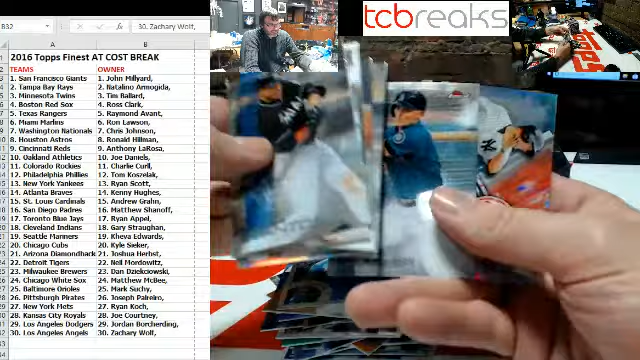 B32
30. Zachary Wolf,
A B
2016 Topps Finest AT COST BREAK
TEAMS OWNER
1. San Francisco Giants 1. John Millyard,
2. Tampa Bay Rays 2. Natalino Armogida,
3. Minnesota Twins 3. Tim Ballard,
4. Boston Red Sox 4. Ross Clark,
5. Texas Rangers 5. Raymond Avant,
6. Miami Marlins 6. Ron Lawson,
7. Washington Nationals 7. Chris Johnson,
8. Houston Astros 8. Ronald Hillman,
9. Cincinnati Reds 9. Anthony LaRosa,
10. Oakland Athletics 10. Joe Daniels,
11. Colorado Rockies 11. Charlie Curll,
12. Philadelphia Phillies 12. Tom Koszelak,
13. New York Yankees 13. Ryan Scott,
14. Atlanta Braves 14. Kenny Hughes,
15. St. Louis Cardinals 15. Andrew Grahn,
16. San Diego Padres 16. Matthew Shanoff,
17. Toronto Blue Jays 17. Ryan Appel,
18. Cleveland Indians 18. Gary Straughan,
19. Seattle Mariners 19. Kheva Edwards,
20. Chicago Cubs 20. Kyle Sieker,
21. Arizona Diamondback 21. Joshua Herbst,
22. Detroit Tigers 22. Neil Mordowitz,
23. Milwaukee Brewers 23. Dan Dziekciowski,
24. Chicago White Sox 24. Matthew McBee,
25. Baltimore Orioles 25. Mark Suchy,
26. Pittsburgh Pirates 26. Joseph Palreiro,
27. New York Mets 27. Ryan Koch,
28. Kansas City Royals 28. Joe Courtney,
29. Los Angeles Dodgers 29. Jordan Borcherding,
30. Los Angeles Angels 30. Zachary Wolf,
tcbreaks